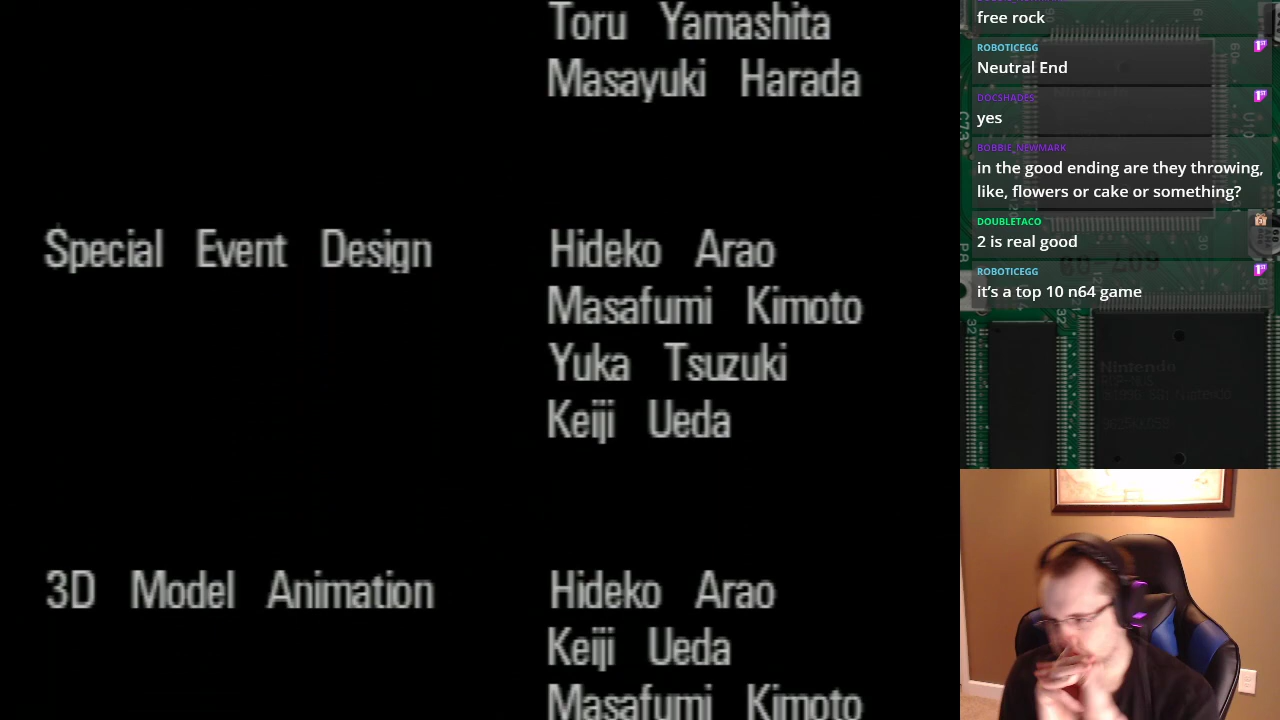 Toru Yamashita
Masayuki Harada
Special Event Design
Hideko Arao
Masafumi Kimoto
Yuka Tsuzuki
Keiji Ueda
3D Model Animation
Hideko Arao
Keiji Ueda
Masafumi Kimoto
free rock
ROBOTICEGG
Neutral End
DOCSHADES
yes
BOBBIE_NEWMARK
in the good ending are they throwing,
like, flowers or cake or something?
DOUBLETACO
2 is real good
ROBOTICEGG
it's a top 10 n64 game
Nintendo